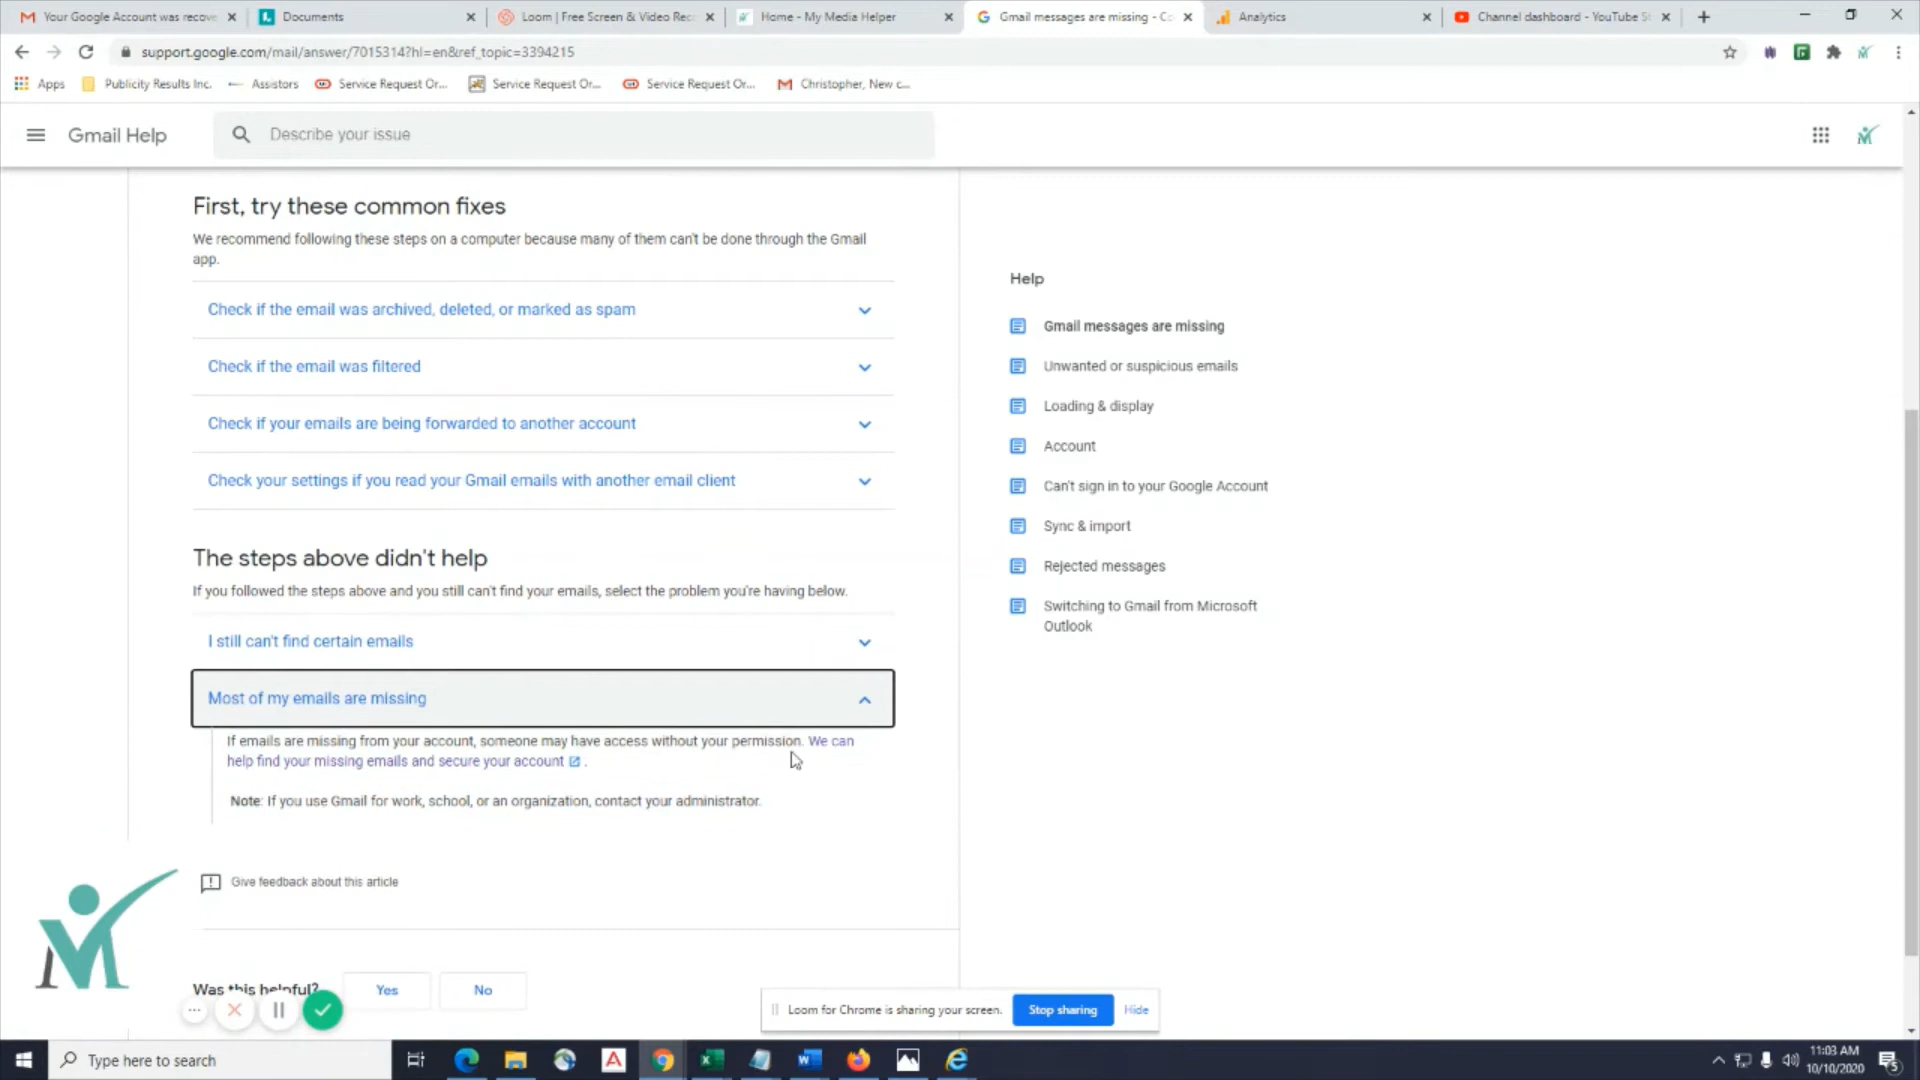 Your Google Account was recove
Documents
Loom | Free Screen & Video Rec
Home - My Media Helper
Gmail messages are missing - Co
Analytics
Channel dashboard - YouTube St
support.google.com/mail/answer/7015314?hl=en&ref_topic=3394215
Apps
Publicity Results Inc.
Assistors
Service Request Or...
Service Request Or...
Service Request Or...
Christopher, New c...
Gmail Help
Describe your issue
First, try these common fixes
We recommend following these steps on a computer because many of them can't be done through the Gmail
app.
Check if the email was archived, deleted, or marked as spam
Check if the email was filtered
Check if your emails are being forwarded to another account
Check your settings if you read your Gmail emails with another email client
The steps above didn't help
If you followed the steps above and you still can't find your emails, select the problem you're having below.
I still can't find certain emails
Most of my emails are missing
If emails are missing from your account, someone may have access without your permission. We can
help find your missing emails and secure your account .
Note: If you use Gmail for work, school, or an organization, contact your administrator.
Give feedback about this article
Was this helpful?
Yes
No
Help
Gmail messages are missing
Unwanted or suspicious emails
Loading & display
Account
Can't sign in to your Google Account
Sync & import
Rejected messages
Switching to Gmail from Microsoft
Outlook
Loom for Chrome is sharing your screen.
Stop sharing
Hide
Type here to search
11:03 AM
10/10/2020